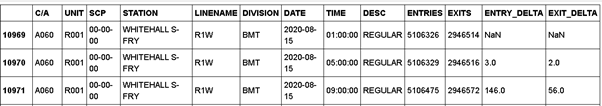 C/A UNIT SCP STATION LINENAME DIVISION DATE TIME DESC ENTRIES EXITS ENTRY_DELTA EXIT_DELTA
10969 A060 R001 00-00-00 WHITEHALL S-FRY R1W BMT 2020-08-15 01:00:00 REGULAR 5106326 2946514 NaN NaN
10970 A060 R001 00-00-00 WHITEHALL S-FRY R1W BMT 2020-08-15 05:00:00 REGULAR 5106329 2946516 3.0 2.0
10971 A060 R001 00-00-00 WHITEHALL S-FRY R1W BMT 2020-08-15 09:00:00 REGULAR 5106475 2946572 146.0 56.0